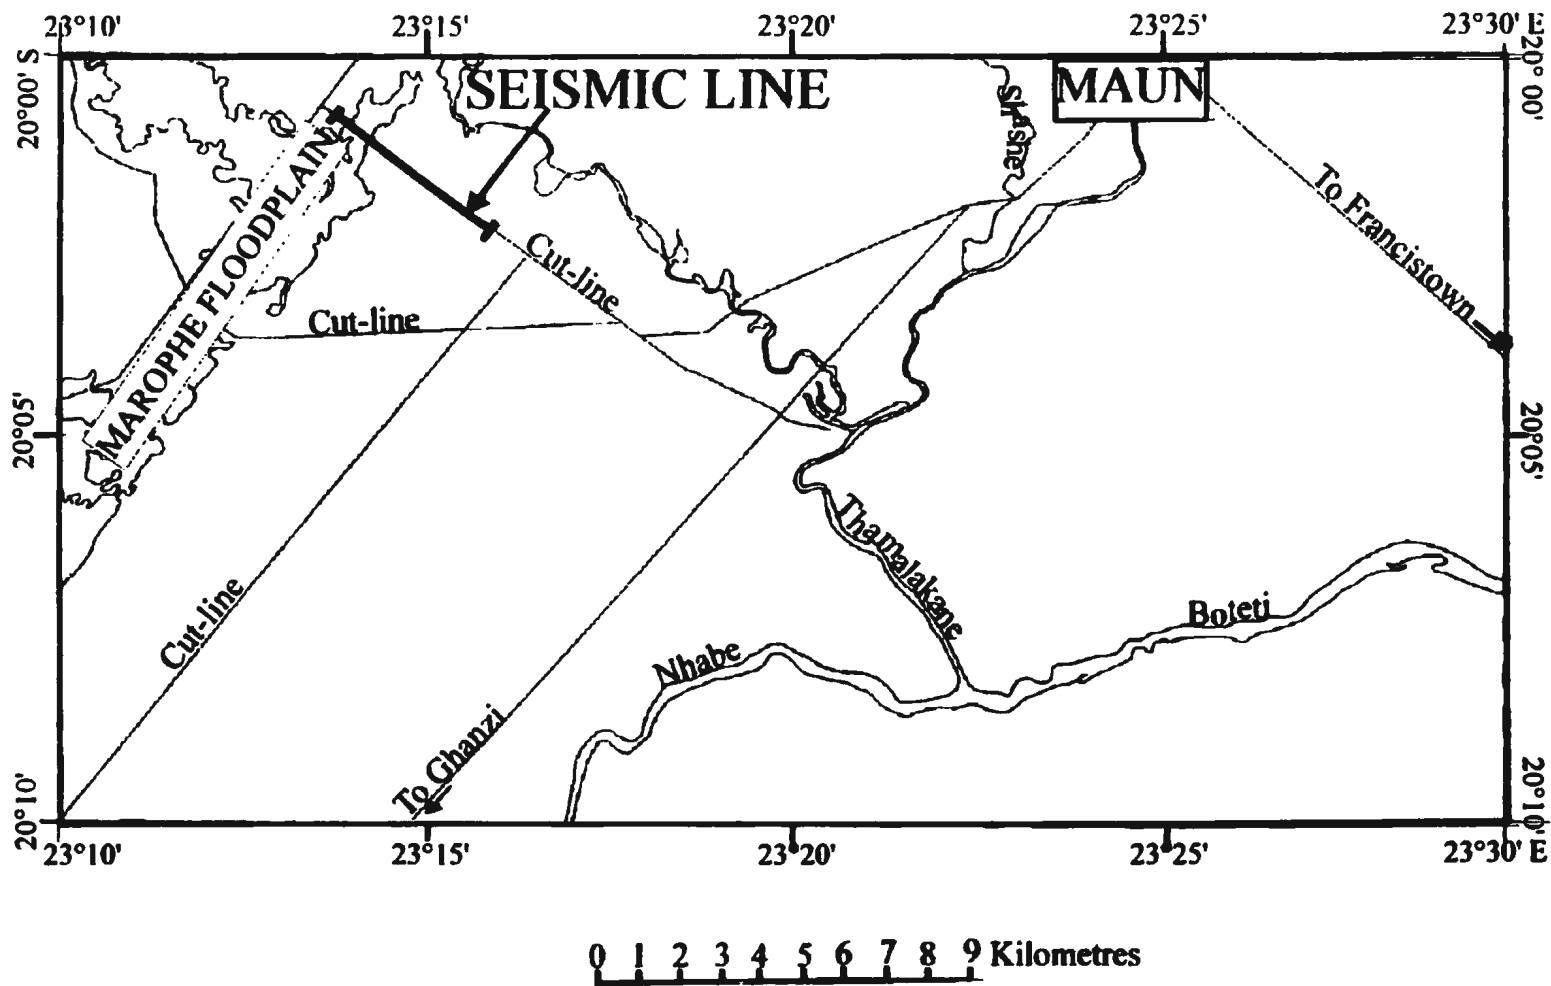 23°10' 23°15' 23°20' 23°25' 23°30' E
20°00' S
20° 00'
SEISMIC LINE
MAUN
Shashe
To Francistown
MAROPHE FLOODPLAIN
Cut-line
Cut-line
20°05'
20°05'
Thamalakane
Cut-line
Boteti
Nhabe
To Ghanzi
20°10'
20°10'
23°10' 23°15' 23°20' 23°25' 23°30' E
0 1 2 3 4 5 6 7 8 9 Kilometres